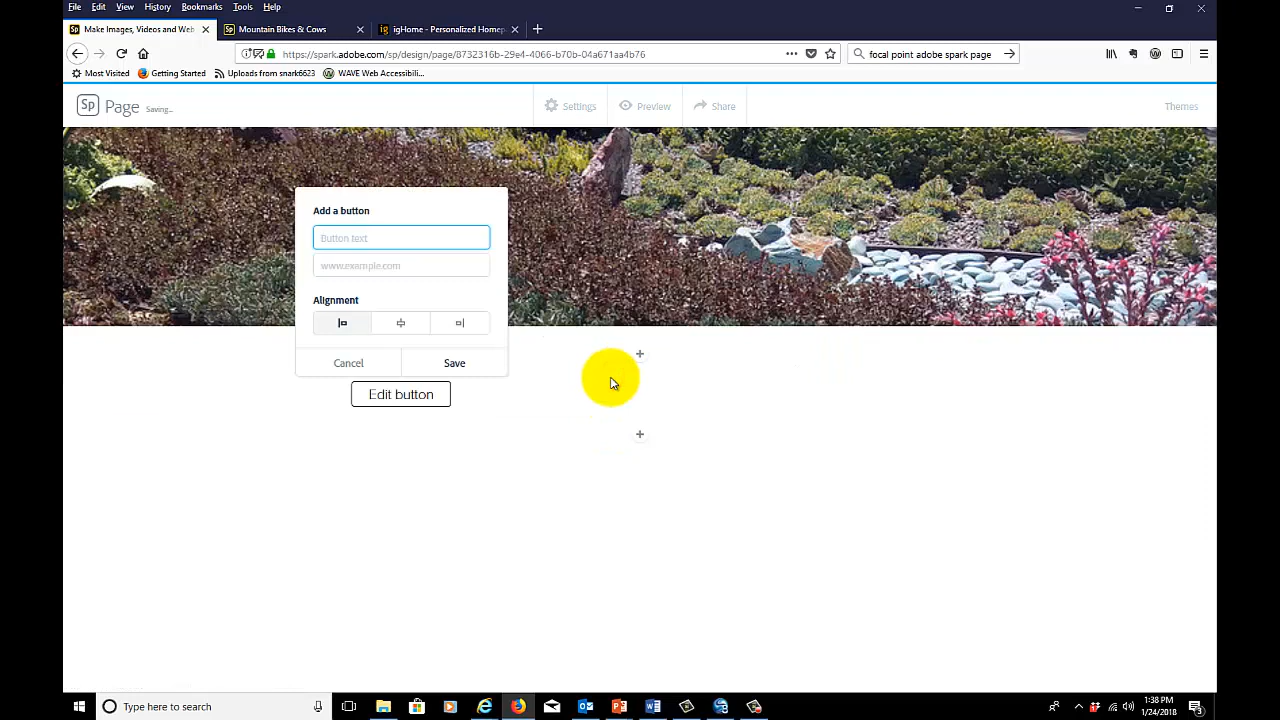 File Edit View History Bookmarks Tools Help
Sp Make Images, Videos and Web Sp Mountain Bikes & Cows ig igHome - Personalized Homep
https://spark.adobe.com/sp/design/page/8732316b-29e4-4066-b70b-04a671aa4b76 focal point adobe spark page
Most Visited Getting Started Uploads from snark6623 WAVE Web Accessibili...
Sp Page Saving... Settings Preview Share Themes
Add a button
Button text
www.example.com
Alignment
Cancel Save
Edit button
Type here to search
1:38 PM
1/24/2018